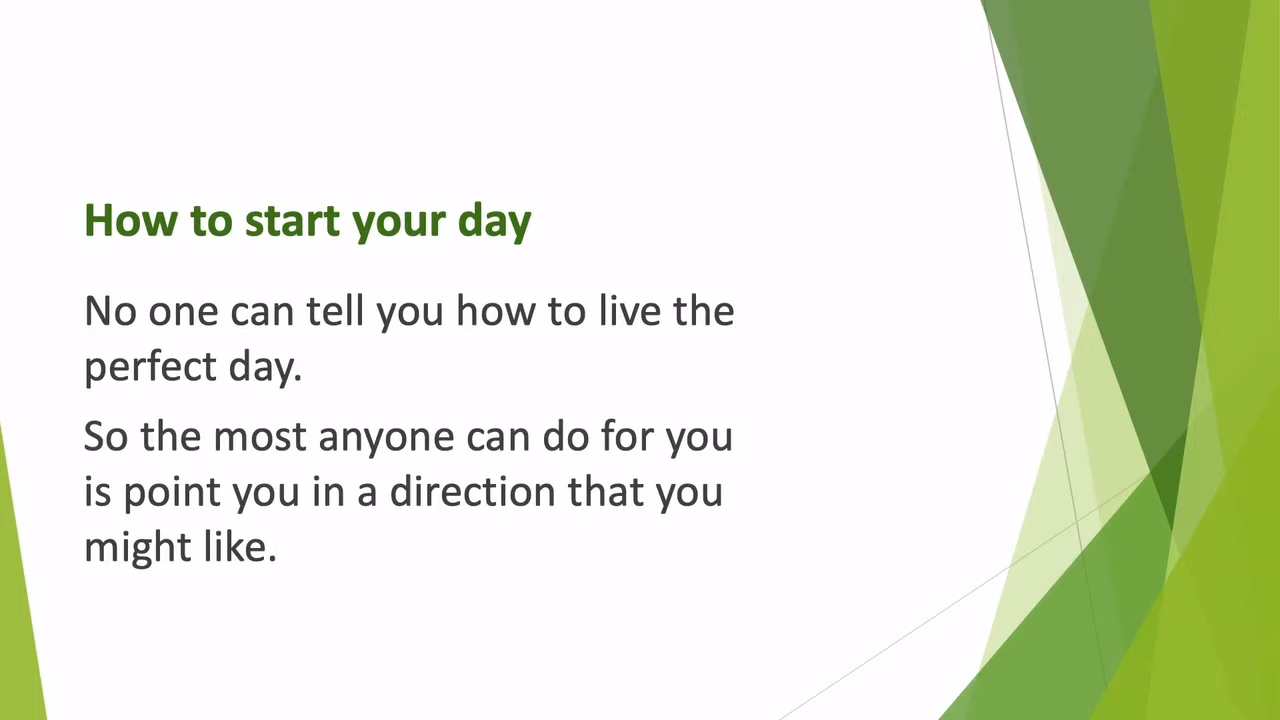 How to start your day
No one can tell you how to live the
perfect day.
So the most anyone can do for you
is point you in a direction that you
might like.